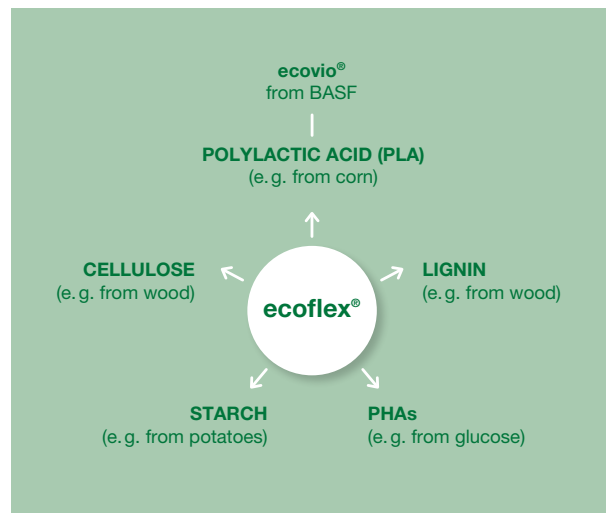 ecovio®
from BASF
POLYLACTIC ACID (PLA)
(e. g. from corn)
CELLULOSE
(e. g. from wood)
LIGNIN
(e. g. from wood)
ecoflex®
STARCH
(e. g. from potatoes)
PHAs
(e. g. from glucose)